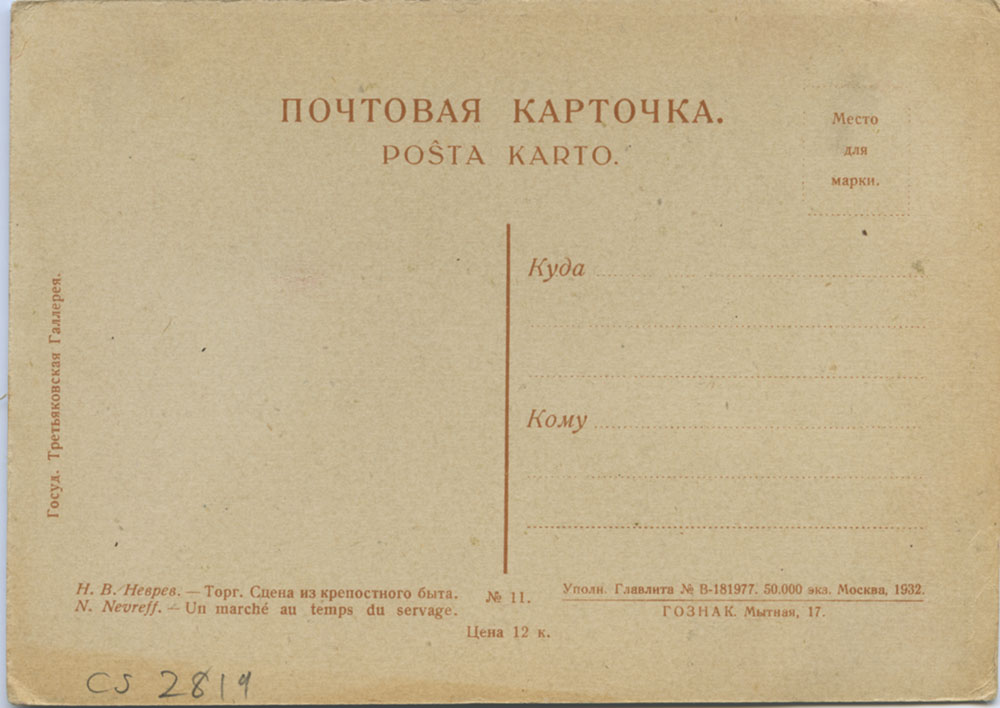 ПОЧТОВАЯ КАРТОЧКА.
POŜTA KARTO.
Место
для
марки.
Куда
Кому
Госуд. Третьяковская Галлерея.
Н. В. Неврев. — Торг. Сцена из крепостного быта.
N. Nevreff. — Un marché au temps du servage.
№ 11.
Цена 12 к.
Уполн. Главлита № В-181977. 50.000 экз. Москва, 1932.
ГОЗНАК. Мытная, 17.
CS 2819